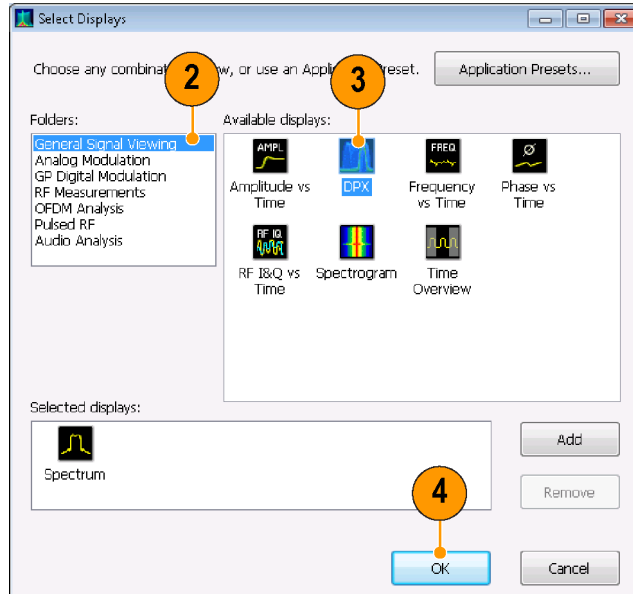 Select Displays
Choose any combinat 2 w, or use an Appli 3 reset.
Application Presets...
Folders:
Available displays:
General Signal Viewing
Analog Modulation
GP Digital Modulation
RF Measurements
OFDM Analysis
Pulsed RF
Audio Analysis
AMPL
Amplitude vs
Time
DPX
FREQ
Frequency
vs Time
Ø
Phase vs
Time
RF IQ
RF I&Q vs
Time
Spectrogram
Time
Overview
Selected displays:
Spectrum
Add
Remove
4
OK
Cancel